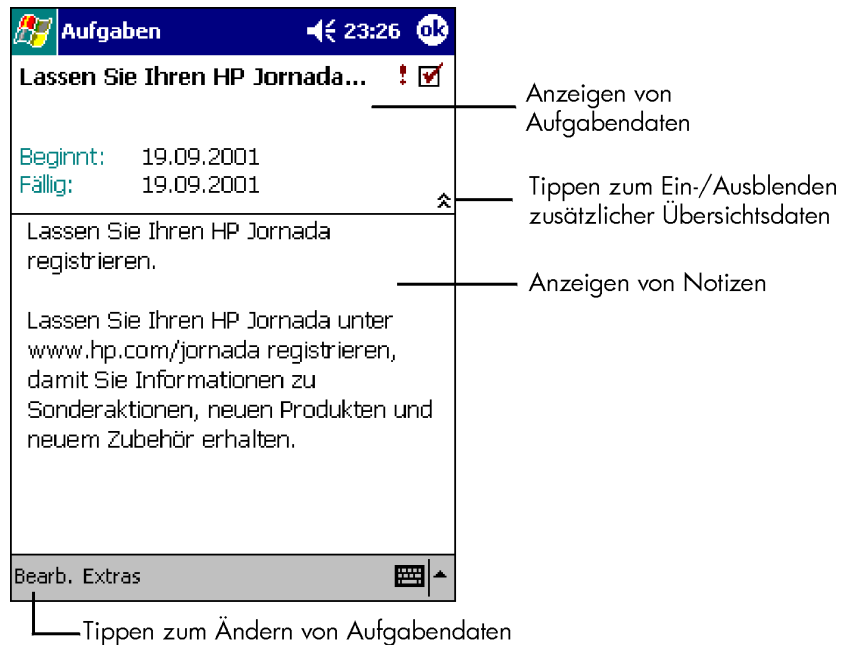 Aufgaben 23:26 ok
Lassen Sie Ihren HP Jornada... !
Anzeigen von
Aufgabendaten
Beginnt: 19.09.2001
Fällig: 19.09.2001
Tippen zum Ein-/Ausblenden
zusätzlicher Übersichtsdaten
Lassen Sie Ihren HP Jornada
registrieren.
Anzeigen von Notizen
Lassen Sie Ihren HP Jornada unter
www.hp.com/jornada registrieren,
damit Sie Informationen zu
Sonderaktionen, neuen Produkten und
neuem Zubehör erhalten.
Bearb. Extras
Tippen zum Ändern von Aufgabendaten